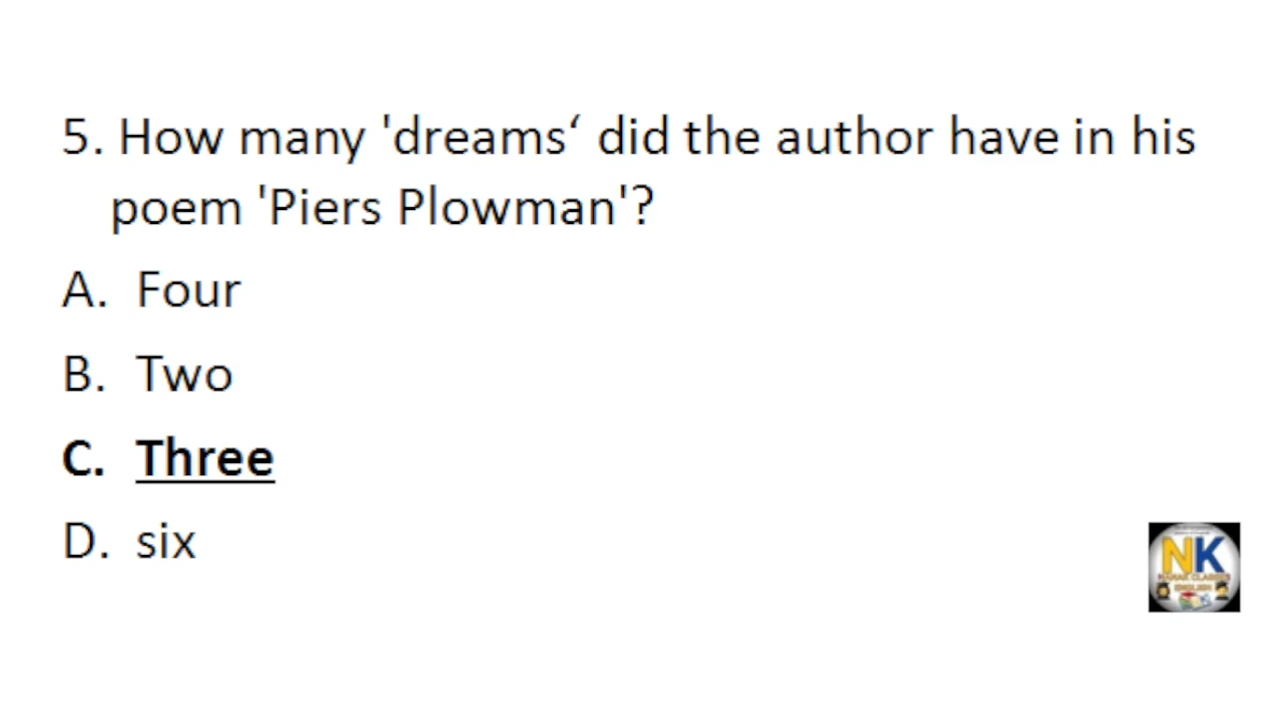 5. How many 'dreams‘ did the author have in his
poem 'Piers Plowman'?
A. Four
B. Two
C. Three
D. six
NK